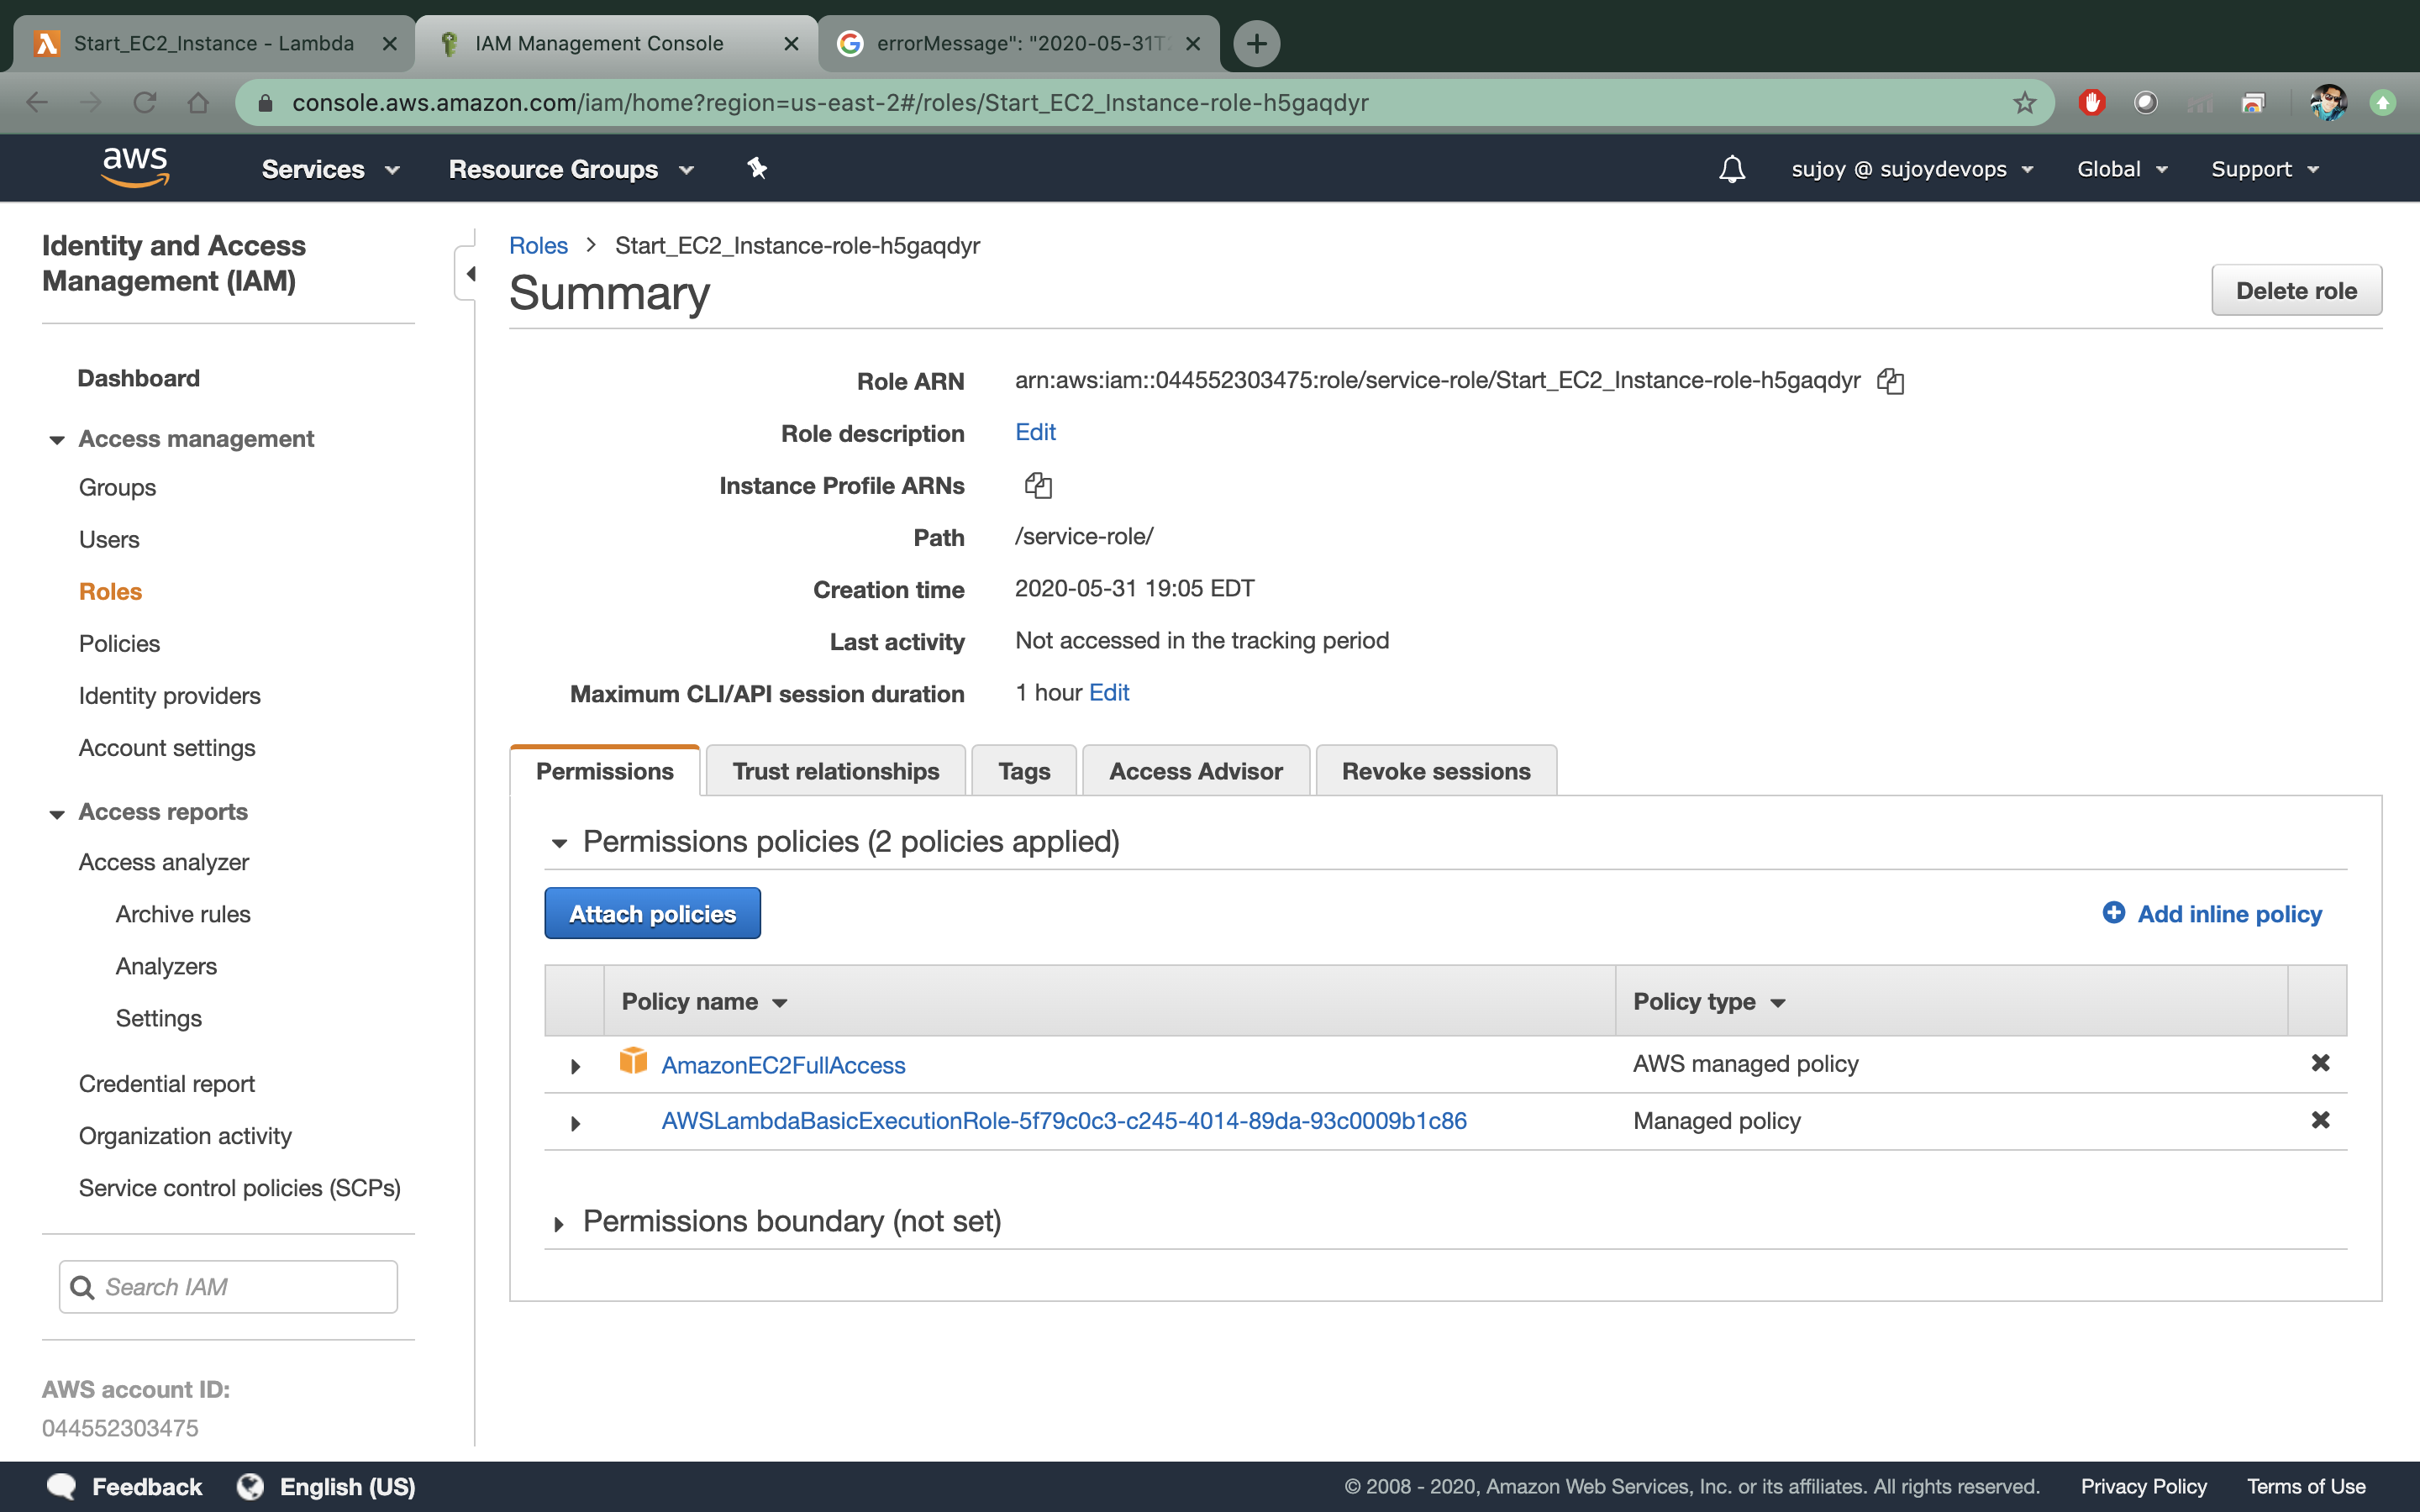 Start_EC2_Instance - Lambda
IAM Management Console
errorMessage": "2020-05-31T
console.aws.amazon.com/iam/home?region=us-east-2#/roles/Start_EC2_Instance-role-h5gaqdyr
aws
Services
Resource Groups
sujoy @ sujoydevops
Global
Support
Identity and Access
Management (IAM)
Dashboard
Access management
Groups
Users
Roles
Policies
Identity providers
Account settings
Access reports
Access analyzer
Archive rules
Analyzers
Settings
Credential report
Organization activity
Service control policies (SCPs)
Search IAM
AWS account ID:
044552303475
Roles > Start_EC2_Instance-role-h5gaqdyr
Summary
Delete role
Role ARN arn:aws:iam::044552303475:role/service-role/Start_EC2_Instance-role-h5gaqdyr
Role description Edit
Instance Profile ARNs
Path /service-role/
Creation time 2020-05-31 19:05 EDT
Last activity Not accessed in the tracking period
Maximum CLI/API session duration 1 hour Edit
Permissions
Trust relationships
Tags
Access Advisor
Revoke sessions
Permissions policies (2 policies applied)
Attach policies
Add inline policy
Policy name
Policy type
AmazonEC2FullAccess AWS managed policy
AWSLambdaBasicExecutionRole-5f79c0c3-c245-4014-89da-93c0009b1c86 Managed policy
Permissions boundary (not set)
Feedback
English (US)
© 2008 - 2020, Amazon Web Services, Inc. or its affiliates. All rights reserved.
Privacy Policy
Terms of Use